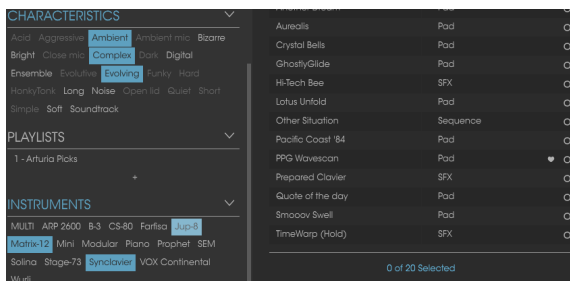 CHARACTERISTICS
Acid Aggressive Ambient Ambient mic Bizarre
Bright Close mic Complex Dark Digital
Ensemble Evolutive Evolving Funky Hard
HonkyTonk Long Noise Open lid Quiet Short
Simple Soft Soundtrack
PLAYLISTS
1 - Arturia Picks
+
INSTRUMENTS
MULTI ARP 2600 B-3 CS-80 Farfisa Jup-8
Matrix-12 Mini Modular Piano Prophet SEM
Solina Stage-73 Synclavier VOX Continental
Wurli
Aurealis Pad
Crystal Bells Pad
GhostlyGlide Pad
Hi-Tech Bee SFX
Lotus Unfold Pad
Other Situation Sequence
Pacific Coast '84 Pad
PPG Wavescan Pad
Prepared Clavier SFX
Quote of the day Pad
Smooov Swell Pad
TimeWarp (Hold) SFX
0 of 20 Selected